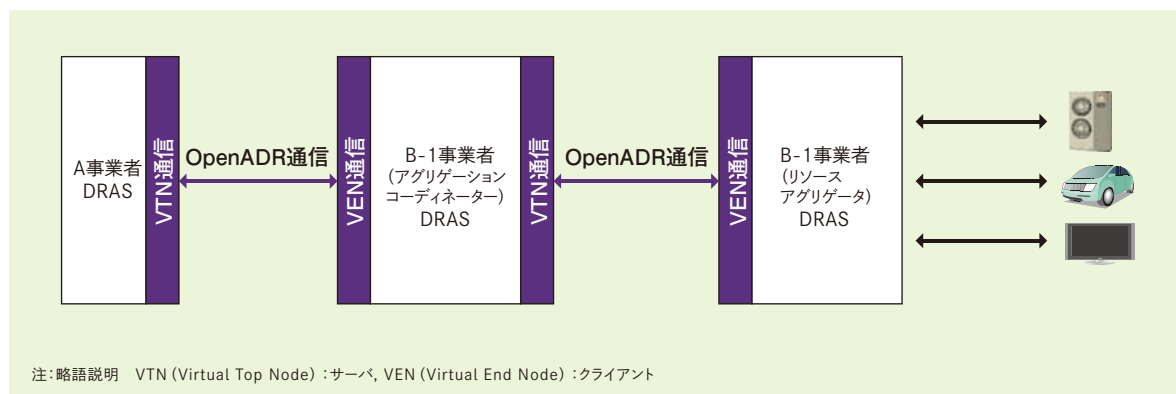 A事業者
DRAS
VTN通信
OpenADR通信
VEN通信
B-1事業者
(アグリゲーション
コーディネーター)
DRAS
VTN通信
OpenADR通信
VEN通信
B-1事業者
(リソース
アグリゲータ)
DRAS
注:略語説明　VTN(Virtual Top Node):サーバ, VEN(Virtual End Node):クライアント